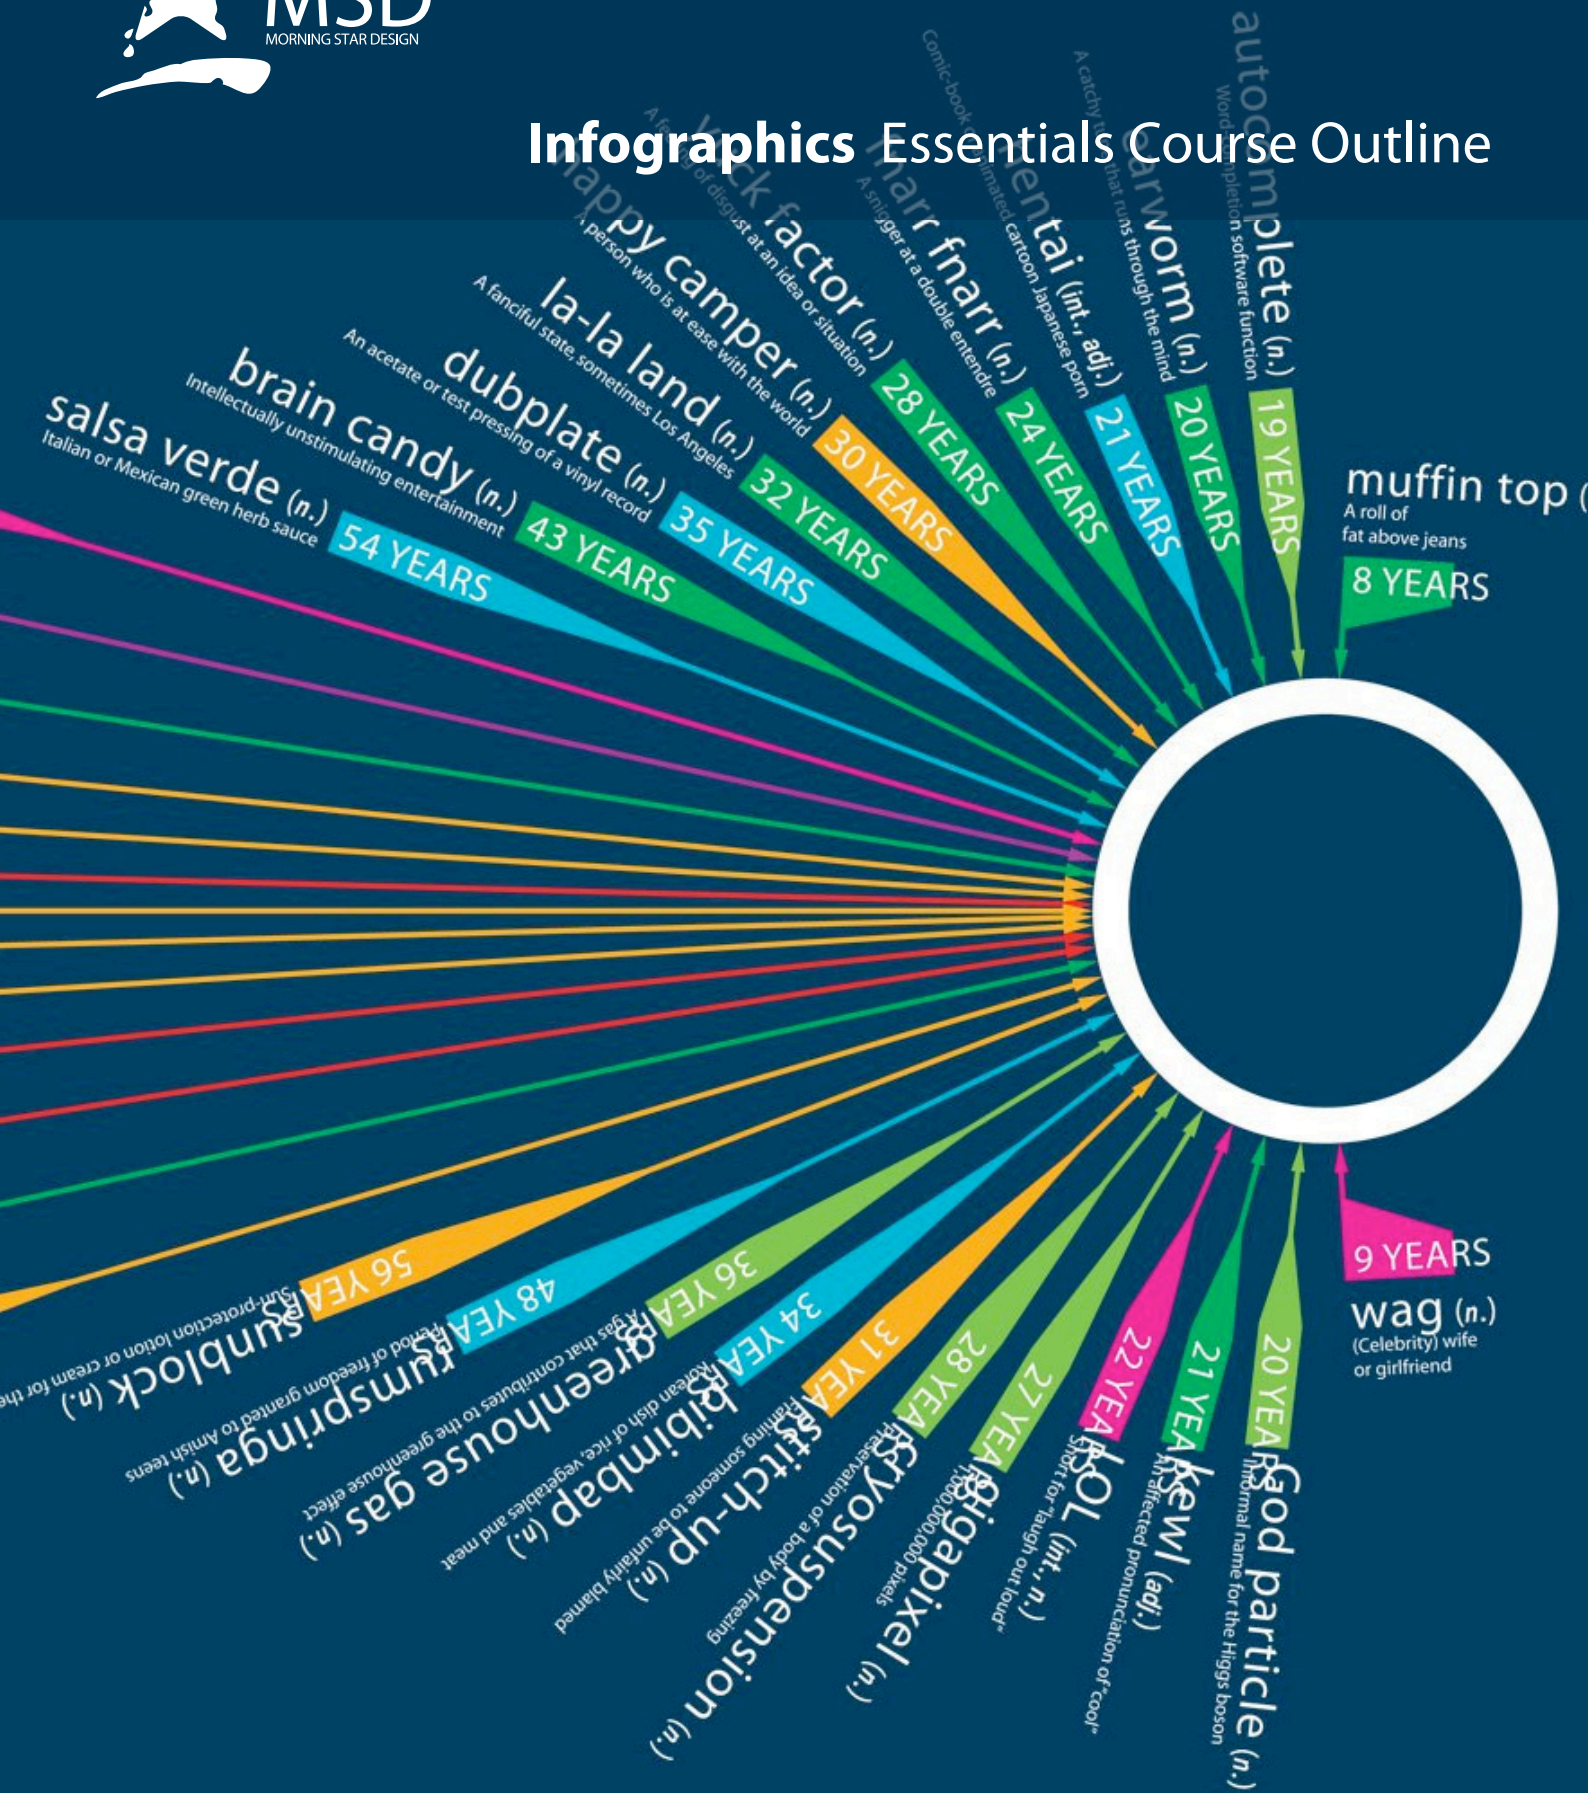 MSD
MORNING STAR DESIGN
Infographics Essentials Course Outline
autocomplete (n.)
Word-completion software function
19 YEARS
earworm (n.)
A catchy tune that runs through the mind
20 YEARS
hentai (int., adj.)
Comic-book animated cartoon Japanese porn
21 YEARS
fnarr fnarr (n.)
A snigger at a double entendre
24 YEARS
yuck factor (n.)
A feeling of disgust at an idea or situation
28 YEARS
happy camper (n.)
A person who is at ease with the world
30 YEARS
la-la land (n.)
A fanciful state, sometimes Los Angeles
32 YEARS
dubplate (n.)
An acetate or test pressing of a vinyl record
35 YEARS
brain candy (n.)
Intellectually unstimulating entertainment
43 YEARS
salsa verde (n.)
Italian or Mexican green herb sauce
54 YEARS
muffin top (
A roll of
fat above jeans
8 YEARS
56 YEARS
sunblock (n.)
Sun-protection lotion or cream for the
48 YEARS
rumspringa (n.)
Period of freedom granted to Amish teens
36 YEARS
greenhouse gas (n.)
A gas that contributes to the greenhouse effect
34 YEARS
bibimbap (n.)
Korean dish of rice, vegetables and meat
31 YEARS
stitch-up (n.)
Framing someone to be unfairly blamed
28 YEARS
cryosuspension (n.)
Preservation of a body by freezing
27 YEARS
gigapixel (n.)
1,000,000,000 pixels
22 YEARS
LOL (int., n.)
Short for "laugh out loud"
21 YEARS
kewl (adj.)
An affected pronunciation of "cool"
20 YEARS
God particle (n.)
Informal name for the Higgs boson
9 YEARS
wag (n.)
(Celebrity) wife
or girlfriend